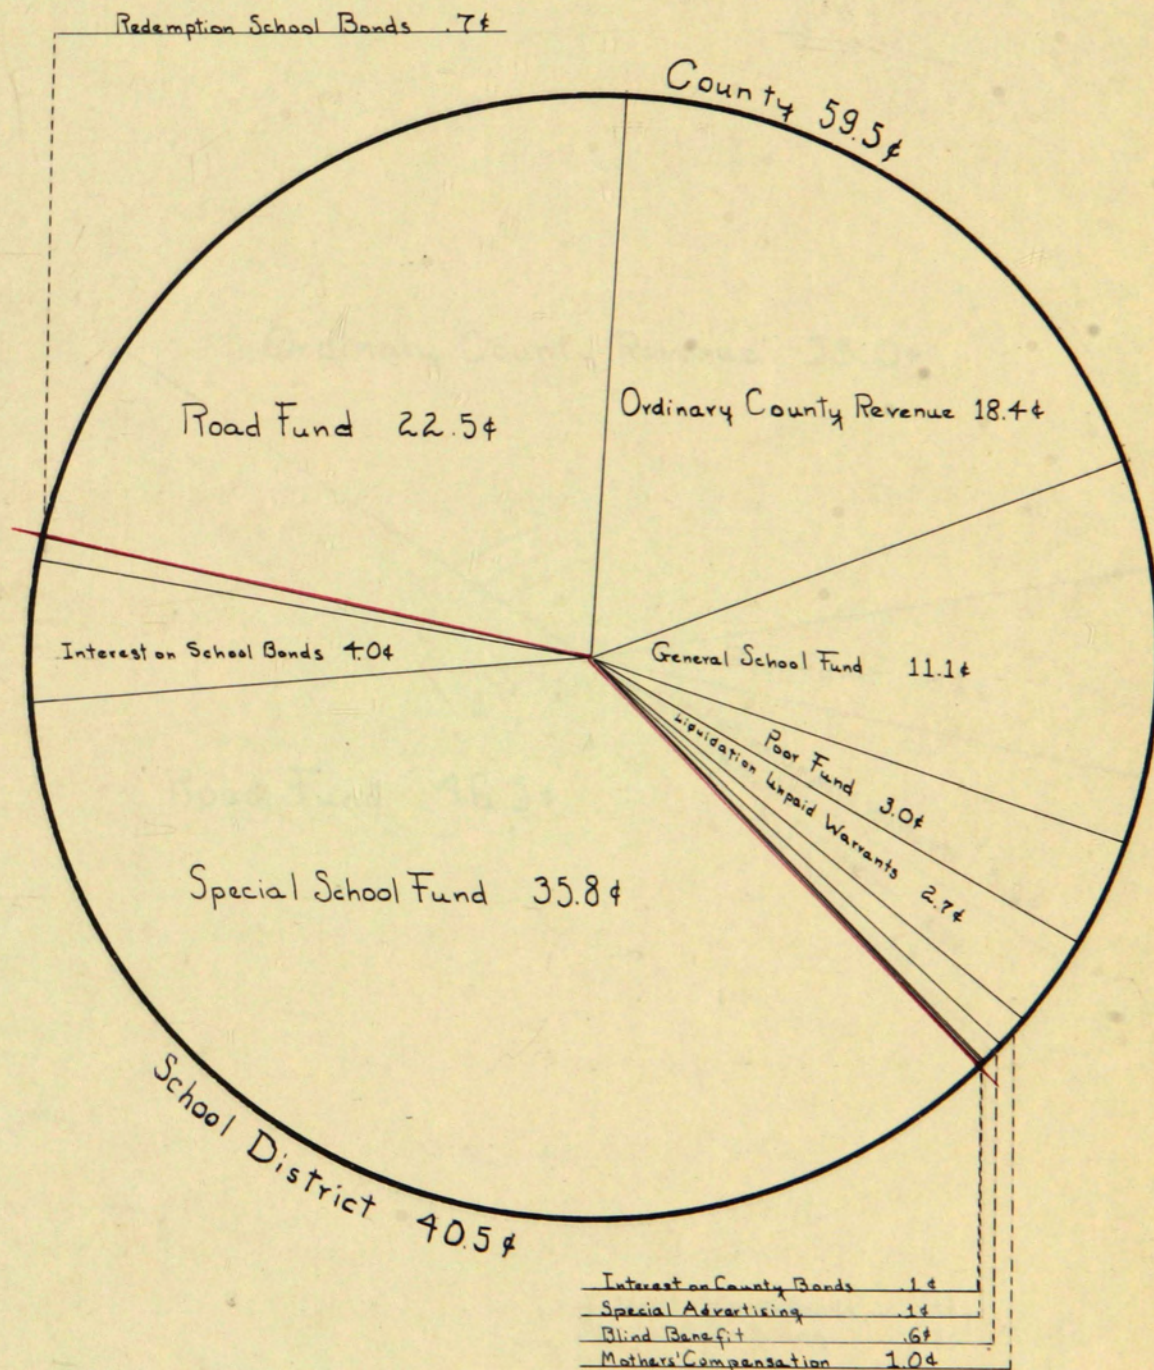 Redemption School Bonds .7¢
County 59.5¢
Road Fund 22.5¢
Ordinary County Revenue 18.4¢
Interest on School Bonds 4.0¢
General School Fund 11.1¢
Poor Fund 3.0¢
Liquidation Unpaid Warrants 2.7¢
Special School Fund 35.8¢
School District 40.5¢
Interest on County Bonds .1¢
Special Advertising .1¢
Blind Benefit .6¢
Mothers' Compensation 1.0¢